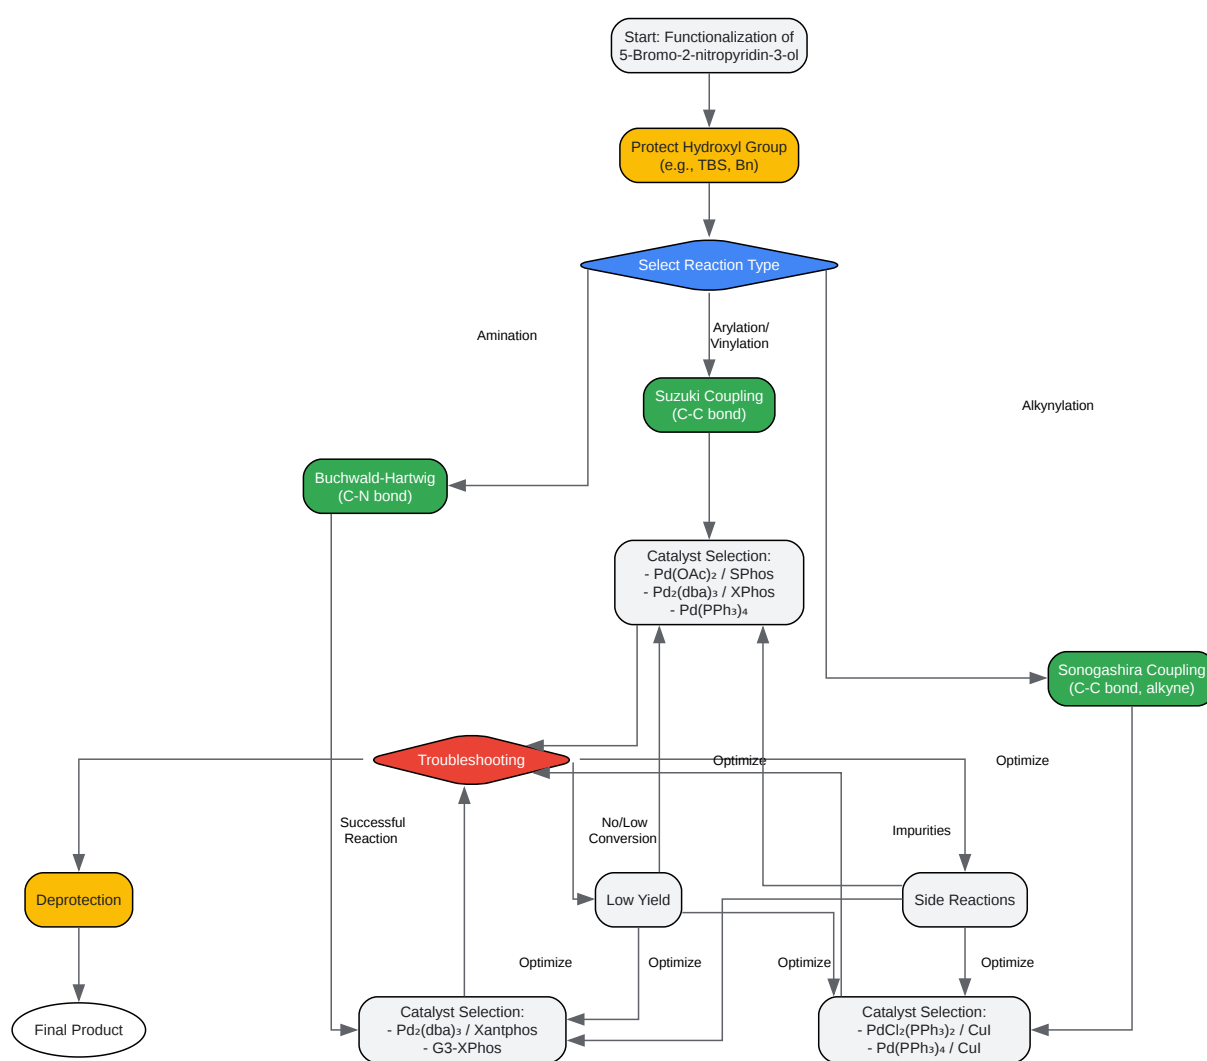 Start: Functionalization of
5-Bromo-2-nitropyridin-3-ol
Protect Hydroxyl Group
(e.g., TBS, Bn)
Select Reaction Type
Amination
Arylation/
Vinylation
Alkynylation
Suzuki Coupling
(C-C bond)
Buchwald-Hartwig
(C-N bond)
Catalyst Selection:
- Pd(OAc)₂ / SPhos
- Pd₂(dba)₃ / XPhos
- Pd(PPh₃)₄
Sonogashira Coupling
(C-C bond, alkyne)
Troubleshooting
Optimize
Optimize
Successful
Reaction
No/Low
Conversion
Impurities
Deprotection
Low Yield
Side Reactions
Optimize
Optimize
Optimize
Optimize
Final Product
Catalyst Selection:
- Pd₂(dba)₃ / Xantphos
- G3-XPhos
Catalyst Selection:
- PdCl₂(PPh₃)₂ / CuI
- Pd(PPh₃)₄ / CuI